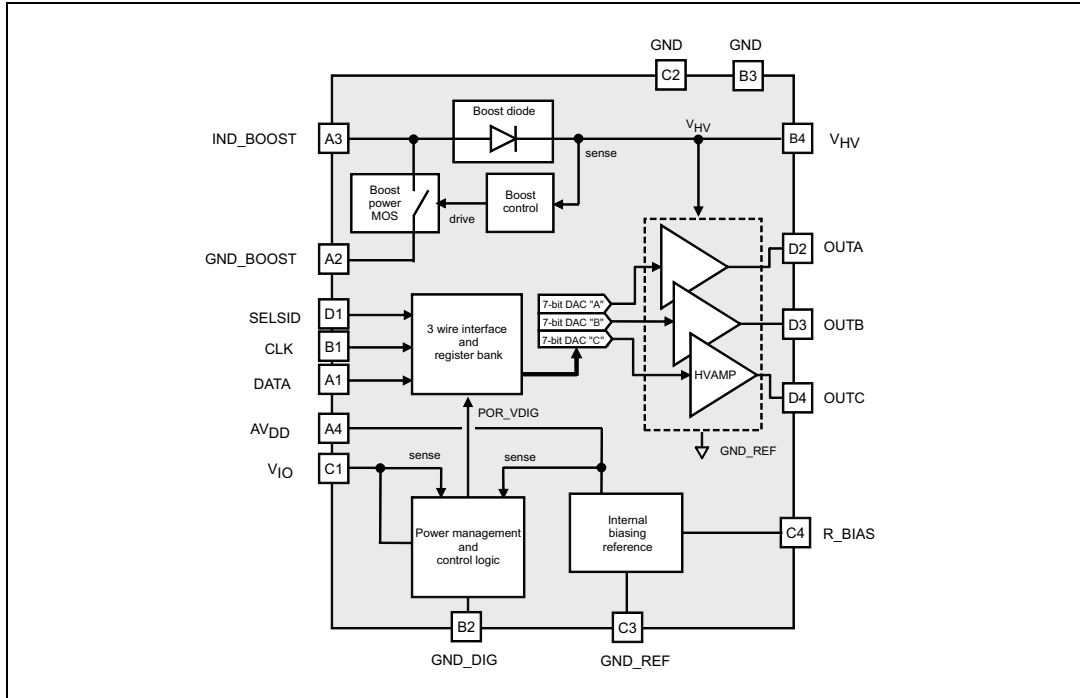 GND GND
C2 B3
Boost diode
IND_BOOST A3
VHV
B4 VHV
sense
Boost
power
MOS
drive
Boost
control
GND_BOOST A2
D2 OUTA
SELSID D1
CLK B1
DATA A1
3 wire interface
and
register bank
7-bit DAC "A"
7-bit DAC "B"
7-bit DAC "C"
D3 OUTB
HVAMP
D4 OUTC
POR_VDIG
AVDD A4
GND_REF
VIO C1
sense
sense
Power management
and
control logic
Internal
biasing
reference
C4 R_BIAS
B2
GND_DIG
C3
GND_REF